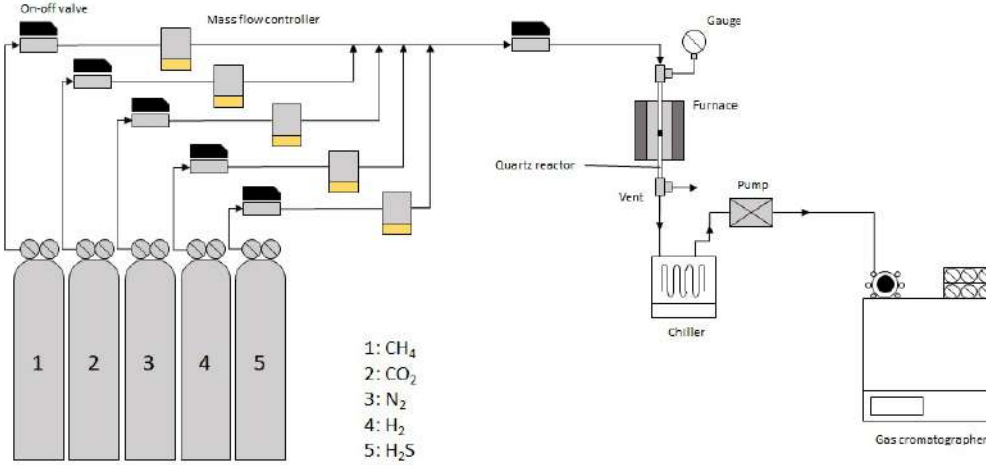 On-off valve
Mass flow controller
Gauge
Furnace
Quartz reactor
Vent
Pump
Chiller
Gas cromatographer
1 2 3 4 5
1: CH₄
2: CO₂
3: N₂
4: H₂
5: H₂S